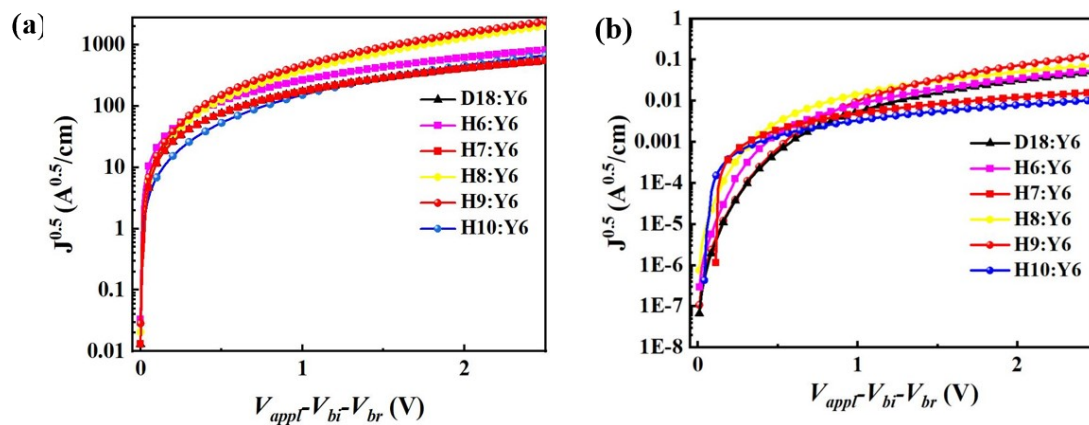 (a)
1000
100
10
1
0.1
0.01
J^0.5 (A^0.5/cm)
D18:Y6
H6:Y6
H7:Y6
H8:Y6
H9:Y6
H10:Y6
0 1 2
V_appl-V_bi-V_br (V)
(b)
1
0.1
0.01
0.001
1E-4
1E-5
1E-6
1E-7
1E-8
J^0.5 (A^0.5/cm)
D18:Y6
H6:Y6
H7:Y6
H8:Y6
H9:Y6
H10:Y6
0 1 2
V_appl-V_bi-V_br (V)